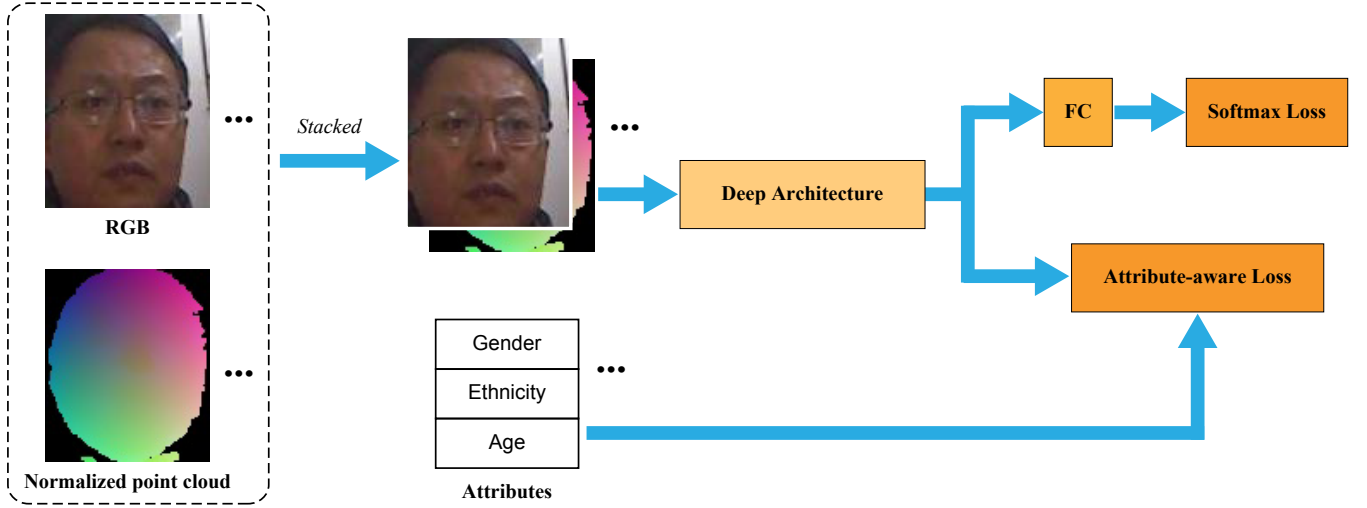 RGB
...
Normalized point cloud
...
Stacked
...
Deep Architecture
FC
Softmax Loss
Attribute-aware Loss
Gender
Ethnicity
Age
...
Attributes